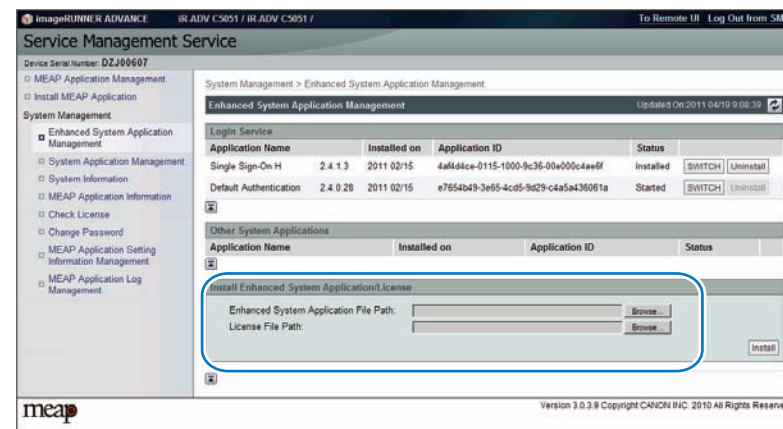 imageRUNNER ADVANCE iR ADV C5051 / iR ADV C5051 / To Remote UI Log Out from SM
Service Management Service
Device Serial Number: DZJ00607
MEAP Application Management
Install MEAP Application
System Management
Enhanced System Application
Management
System Application Management
System Information
MEAP Application Information
Check License
Change Password
MEAP Application Setting
Information Management
MEAP Application Log
Management
System Management > Enhanced System Application Management
Enhanced System Application Management Updated On:2011 04/19 9:08:39
Login Service
Application Name Installed on Application ID Status
Single Sign-On H 2.4.1.3 2011 02/15 4af4d4ce-0115-1000-9c36-00e000c4ae6f Installed SWITCH Uninstall
Default Authentication 2.4.0.28 2011 02/15 e7654b49-3e65-4cd5-9d29-c4a5a436061a Started SWITCH Uninstall
Other System Applications
Application Name Installed on Application ID Status
Install Enhanced System Application/License
Enhanced System Application File Path: Browse...
License File Path: Browse...
Install
meap Version 3.0.3.9 Copyright CANON INC. 2010 All Rights Reserve